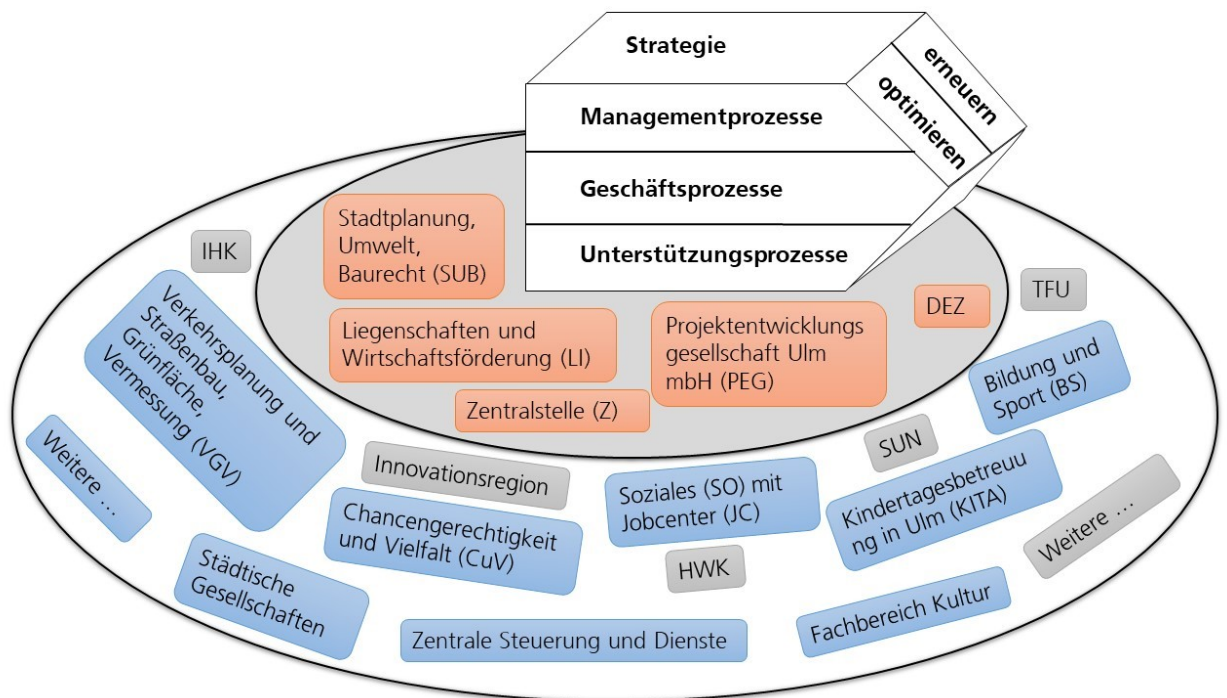 Strategie
erneuern
optimieren
Managementprozesse
Geschäftsprozesse
Unterstützungsprozesse
Stadtplanung,
Umwelt,
Baurecht (SUB)
IHK
DEZ
TFU
Liegenschaften und
Wirtschaftsförderung (LI)
Projektentwicklungs
gesellschaft Ulm
mbH (PEG)
Zentralstelle (Z)
Verkehrsplanung und
Straßenbau,
Grünfläche,
Vermessung (VGV)
Bildung und
Sport (BS)
Weitere ...
Innovationsregion
SUN
Soziales (SO) mit
Jobcenter (JC)
Kindertagesbetreuu
ng in Ulm (KITA)
Weitere ...
Chancengerechtigkeit
und Vielfalt (CuV)
HWK
Städtische
Gesellschaften
Zentrale Steuerung und Dienste
Fachbereich Kultur